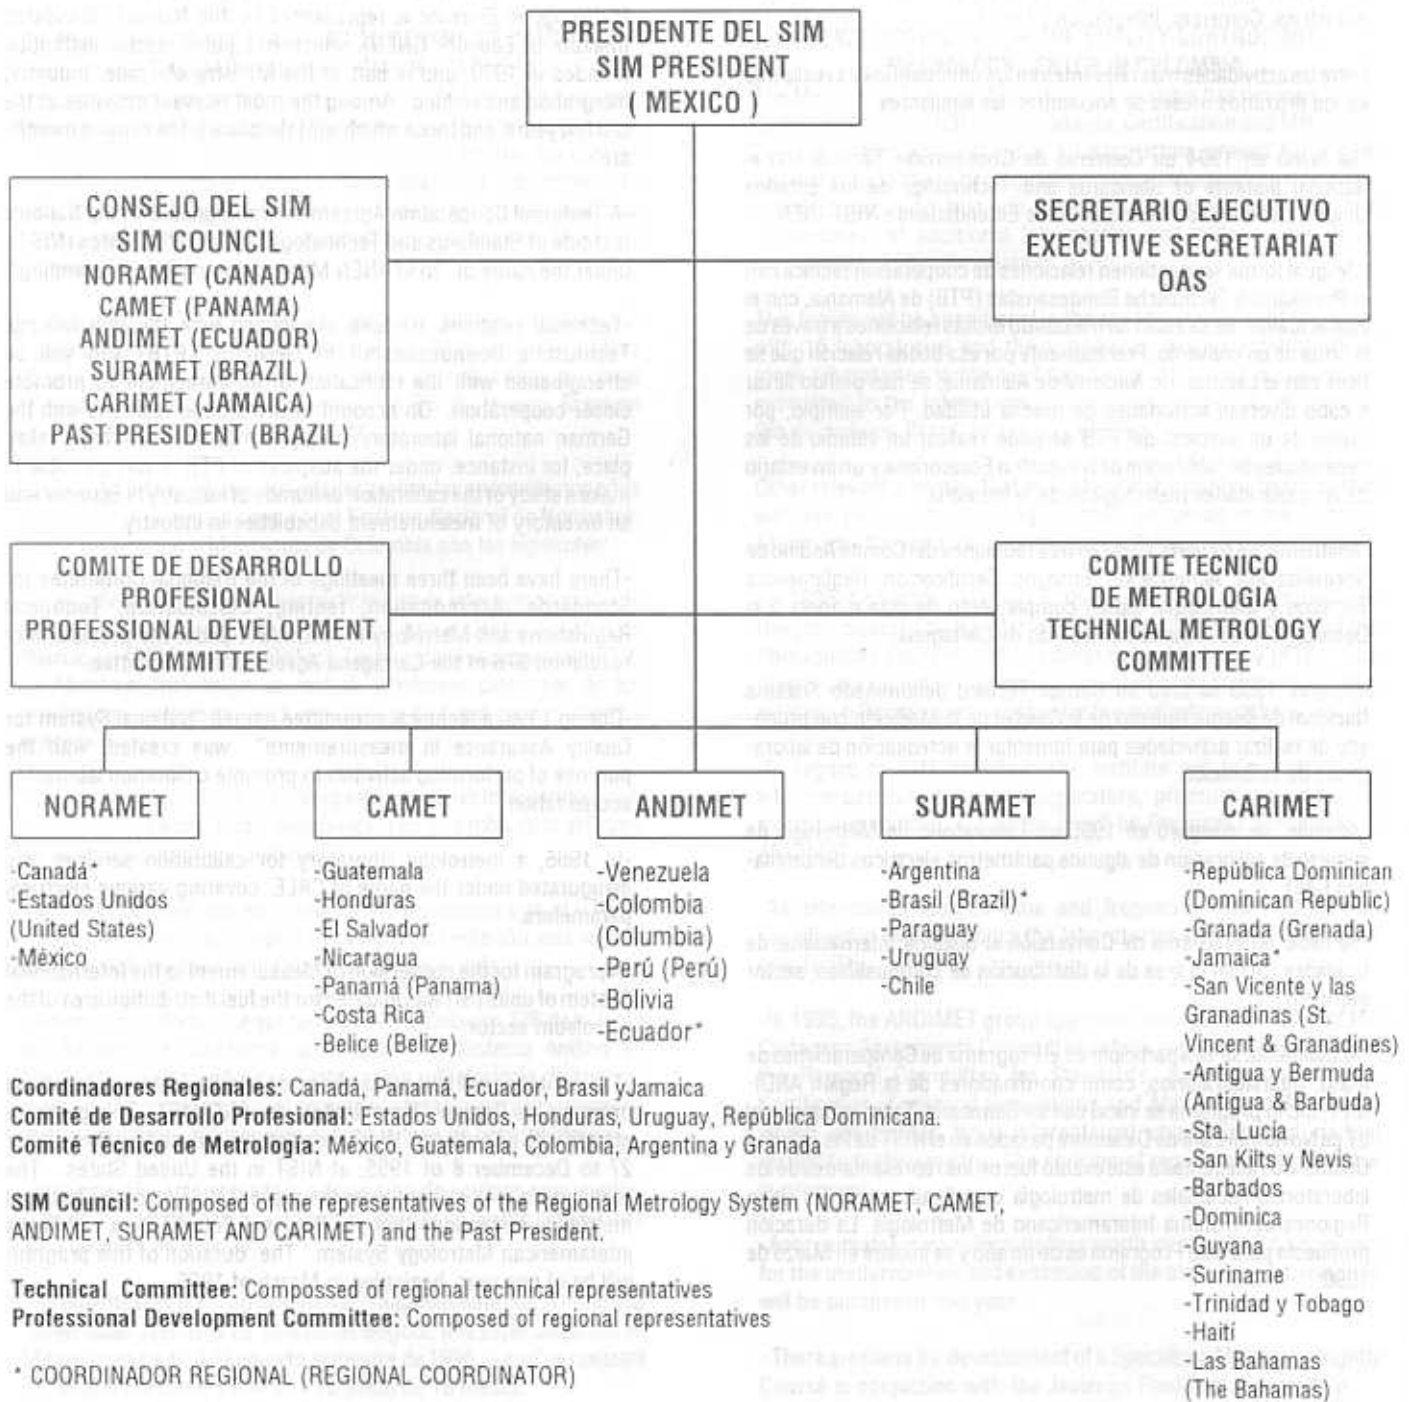 PRESIDENTE DEL SIM
SIM PRESIDENT
( MEXICO )
CONSEJO DEL SIM
SIM COUNCIL
NORAMET (CANADA)
CAMET (PANAMA)
ANDIMET (ECUADOR)
SURAMET (BRAZIL)
CARIMET (JAMAICA)
PAST PRESIDENT (BRAZIL)
SECRETARIO EJECUTIVO
EXECUTIVE SECRETARIAT
OAS
COMITE DE DESARROLLO
PROFESIONAL
PROFESSIONAL DEVELOPMENT
COMMITTEE
COMITE TECNICO
DE METROLOGIA
TECHNICAL METROLOGY
COMMITTEE
NORAMET
-Canadá*
-Estados Unidos
(United States)
-México
CAMET
-Guatemala
-Honduras
-El Salvador
-Nicaragua
-Panamá (Panama)
-Costa Rica
-Belice (Belize)
ANDIMET
-Venezuela
-Colombia
(Columbia)
-Perú (Perú)
-Bolivia
-Ecuador*
SURAMET
-Argentina
-Brasil (Brazil)*
-Paraguay
-Uruguay
-Chile
CARIMET
-República Dominican
(Dominican Republic)
-Granada (Grenada)
-Jamaica*
-San Vicente y las
Granadinas (St.
Vincent & Granadines)
-Antigua y Bermuda
(Antigua & Barbuda)
-Sta. Lucía
-San Kilts y Nevis
-Barbados
-Dominica
-Guyana
-Suriname
-Trinidad y Tobago
-Haití
-Las Bahamas
(The Bahamas)
Coordinadores Regionales: Canadá, Panamá, Ecuador, Brasil yJamaica
Comité de Desarrollo Profesional: Estados Unidos, Honduras, Uruguay, República Dominicana.
Comité Técnico de Metrología: México, Guatemala, Colombia, Argentina y Granada
SIM Council: Composed of the representatives of the Regional Metrology System (NORAMET, CAMET,
ANDIMET, SURAMET AND CARIMET) and the Past President.
Technical Committee: Compossed of regional technical representatives
Professional Development Committee: Composed of regional representatives
* COORDINADOR REGIONAL (REGIONAL COORDINATOR)